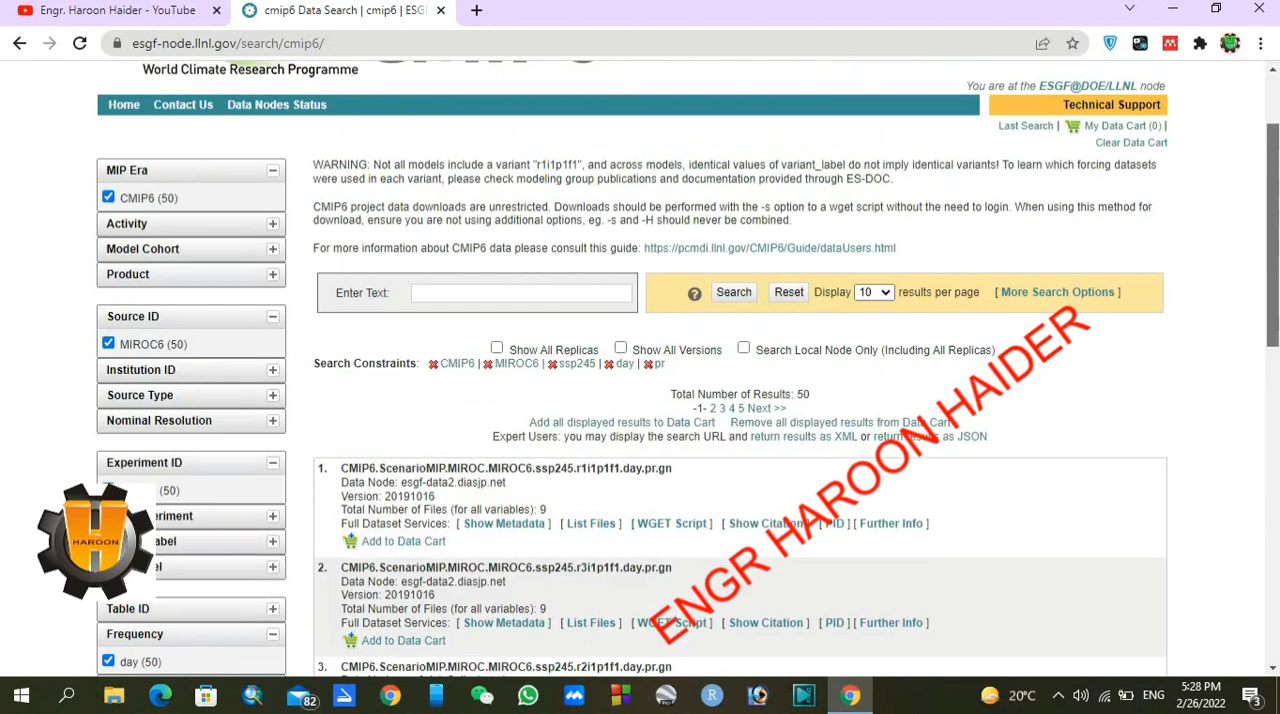 Engr. Haroon Haider - YouTube
cmip6 Data Search | cmip6 | ESG
esgf-node.llnl.gov/search/cmip6/
World Climate Research Programme
You are at the ESGF@DOE/LLNL node
Home Contact Us Data Nodes Status
Technical Support
Last Search | My Data Cart (0) |
Clear Data Cart
WARNING: Not all models include a variant "r1i1p1f1", and across models, identical values of variant_label do not imply identical variants! To learn which forcing datasets
were used in each variant, please check modeling group publications and documentation provided through ES-DOC.
CMIP6 project data downloads are unrestricted. Downloads should be performed with the -s option to a wget script without the need to login. When using this method for
download, ensure you are not using additional options, eg. -s and -H should never be combined.
For more information about CMIP6 data please consult this guide: https://pcmdi.llnl.gov/CMIP6/Guide/dataUsers.html
MIP Era
CMIP6 (50)
Activity
Model Cohort
Product
Source ID
MIROC6 (50)
Institution ID
Source Type
Nominal Resolution
Experiment ID
(50)
eriment
abel
el
Table ID
Frequency
day (50)
Enter Text:
Search Reset Display 10 results per page [ More Search Options ]
Show All Replicas Show All Versions Search Local Node Only (Including All Replicas)
Search Constraints: CMIP6 | MIROC6 | ssp245 | day | pr
Total Number of Results: 50
-1- 2 3 4 5 Next >>
Add all displayed results to Data Cart Remove all displayed results from Data Cart
Expert Users: you may display the search URL and return results as XML or return results as JSON
1. CMIP6.ScenarioMIP.MIROC.MIROC6.ssp245.r1i1p1f1.day.pr.gn
Data Node: esgf-data2.diasjp.net
Version: 20191016
Total Number of Files (for all variables): 9
Full Dataset Services: [ Show Metadata ] [ List Files ] [ WGET Script ] [ Show Citation ] [ PID ] [ Further Info ]
Add to Data Cart
2. CMIP6.ScenarioMIP.MIROC.MIROC6.ssp245.r3i1p1f1.day.pr.gn
Data Node: esgf-data2.diasjp.net
Version: 20191016
Total Number of Files (for all variables): 9
Full Dataset Services: [ Show Metadata ] [ List Files ] [ WGET Script ] [ Show Citation ] [ PID ] [ Further Info ]
Add to Data Cart
3. CMIP6.ScenarioMIP.MIROC.MIROC6.ssp245.r2i1p1f1.day.pr.gn
ENGR HAROON HAIDER
HAROON
82
20°C
ENG
5:28 PM
2/26/2022
3